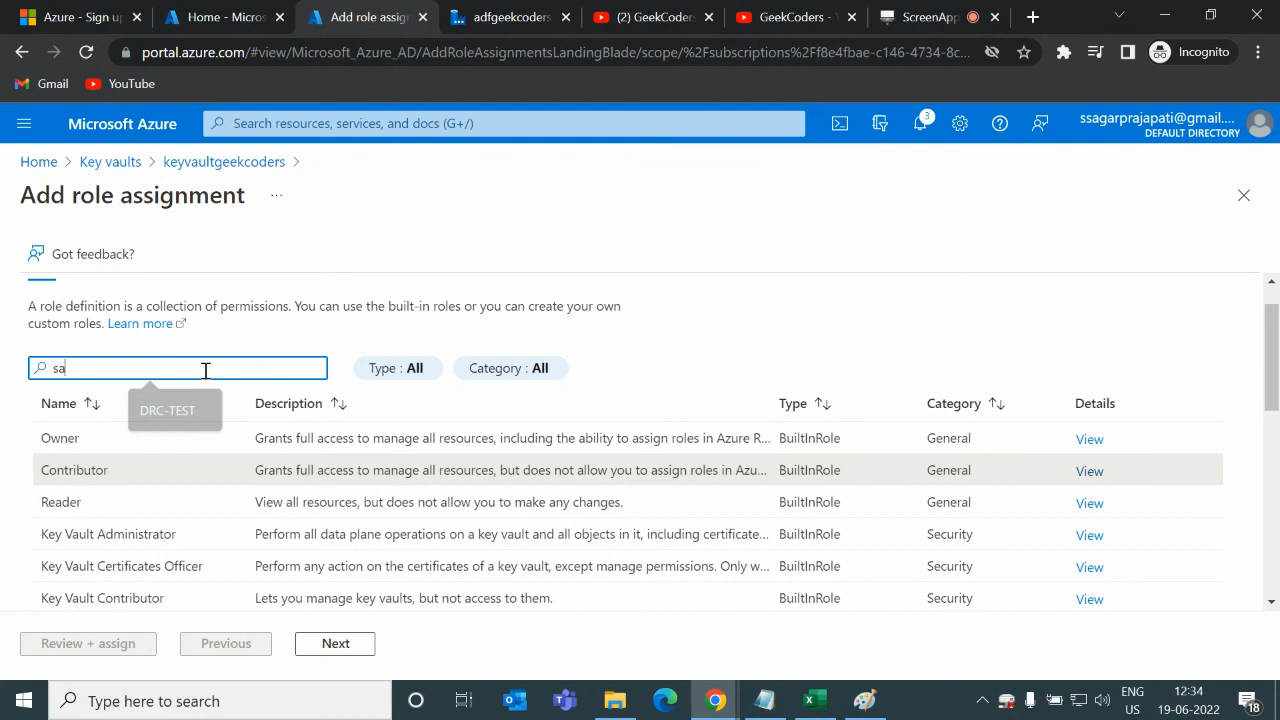 Azure - Sign up
Home - Micros
Add role assig
adfgeekcoders
(2) GeekCoder
GeekCoders - Y
ScreenApp
portal.azure.com/#view/Microsoft_Azure_AD/AddRoleAssignmentsLandingBlade/scope/%2Fsubscriptions%2Ff8e4fbae-c146-4734-8c...
Incognito
Gmail
YouTube
Microsoft Azure
Search resources, services, and docs (G+/)
3
ssagarprajapati@gmail....
DEFAULT DIRECTORY
Home > Key vaults > keyvaultgeekcoders >
Add role assignment ...
Got feedback?
A role definition is a collection of permissions. You can use the built-in roles or you can create your own
custom roles. Learn more
sa
Type : All
Category : All
DRC-TEST
Name Description Type Category Details
Owner Grants full access to manage all resources, including the ability to assign roles in Azure R... BuiltInRole General View
Contributor Grants full access to manage all resources, but does not allow you to assign roles in Azu... BuiltInRole General View
Reader View all resources, but does not allow you to make any changes. BuiltInRole General View
Key Vault Administrator Perform all data plane operations on a key vault and all objects in it, including certificate... BuiltInRole Security View
Key Vault Certificates Officer Perform any action on the certificates of a key vault, except manage permissions. Only w... BuiltInRole Security View
Key Vault Contributor Lets you manage key vaults, but not access to them. BuiltInRole Security View
Review + assign
Previous
Next
Type here to search
ENG
US
12:34
19-06-2022
18